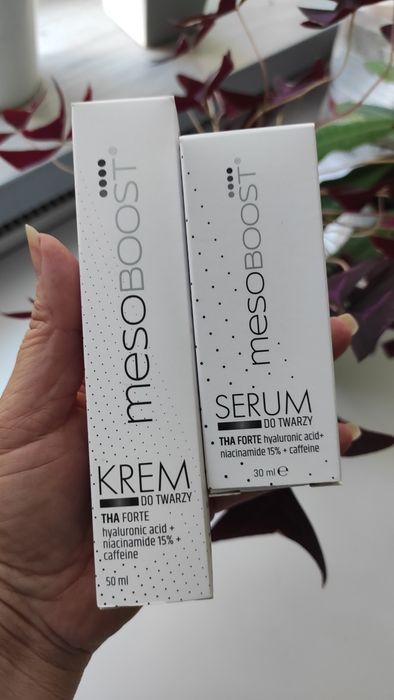 mesoBOOST®
KREM
DO TWARZY
THA FORTE
hyaluronic acid +
niacinamide 15% +
caffeine
50 ml
mesoBOOST®
SERUM
DO TWARZY
THA FORTE hyaluronic acid+
niacinamide 15% + caffeine
30 ml ℮